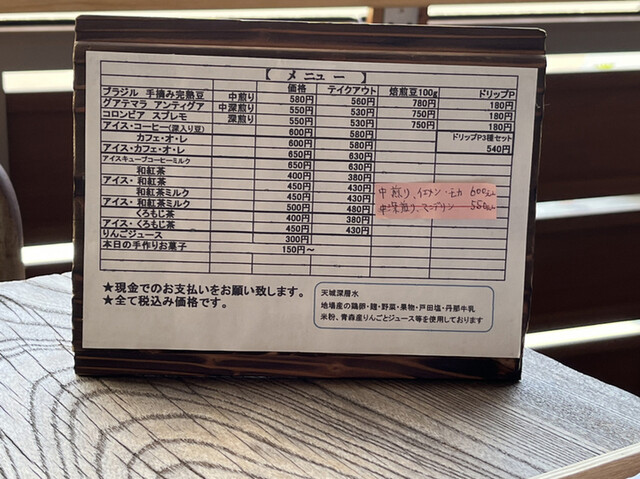 【 メニュー 】
価格 テイクアウト 焙煎豆100g ドリップP
ブラジル 手摘み完熟豆 中煎り 580円 560円 780円 180円
グアテマラ アンティグア 中深煎り 550円 530円 750円 180円
コロンビア スプレモ 深煎り 550円 530円 750円 180円
アイス・コーヒー(深入り豆) 600円 580円 ドリップP3種セット
カフェ・オ・レ 600円 580円 540円
アイス・カフェ・オ・レ 650円 630円
アイスキューブコーヒーミルク 650円 630円
和紅茶 400円 380円
アイス・和紅茶 450円 430円
和紅茶ミルク 450円 430円
アイス・和紅茶ミルク 500円 480円
くろもじ茶 400円 380円
アイス・くろもじ茶 450円 430円
りんごジュース 300円
本日の手作りお菓子 150円～
中煎り、イエメン・モカ 600えん
中深煎り、マンデリン 550えん
★現金でのお支払いをお願い致します。
★全て税込み価格です。
天城深層水
地場産の鶏卵・麹・野菜・果物・戸田塩・丹那牛乳
米粉、青森産りんごとジュース等を使用しております